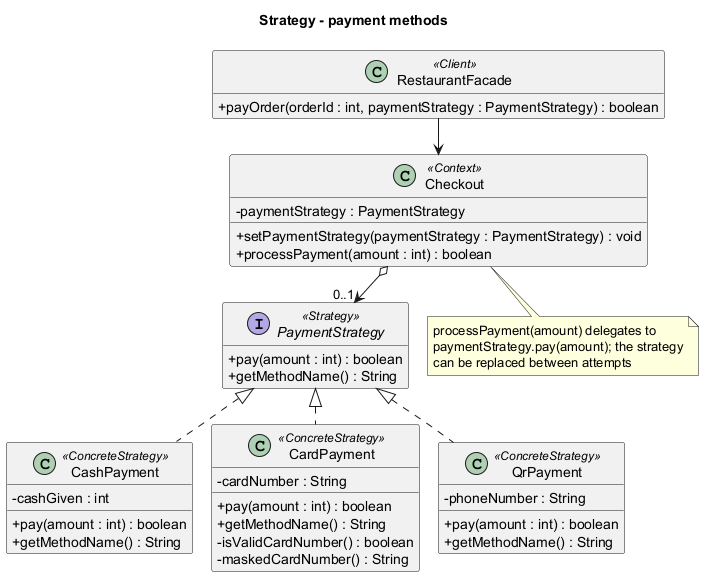 Strategy - payment methods
«Client»
C
RestaurantFacade
+payOrder(orderId : int, paymentStrategy : PaymentStrategy) : boolean
«Context»
C
Checkout
-paymentStrategy : PaymentStrategy
+setPaymentStrategy(paymentStrategy : PaymentStrategy) : void
+processPayment(amount : int) : boolean
0..1
«Strategy»
I
PaymentStrategy
+pay(amount : int) : boolean
+getMethodName() : String
processPayment(amount) delegates to
paymentStrategy.pay(amount); the strategy
can be replaced between attempts
«ConcreteStrategy»
C
CashPayment
-cashGiven : int
+pay(amount : int) : boolean
+getMethodName() : String
«ConcreteStrategy»
C
CardPayment
-cardNumber : String
+pay(amount : int) : boolean
+getMethodName() : String
-isValidCardNumber() : boolean
-maskedCardNumber() : String
«ConcreteStrategy»
C
QrPayment
-phoneNumber : String
+pay(amount : int) : boolean
+getMethodName() : String